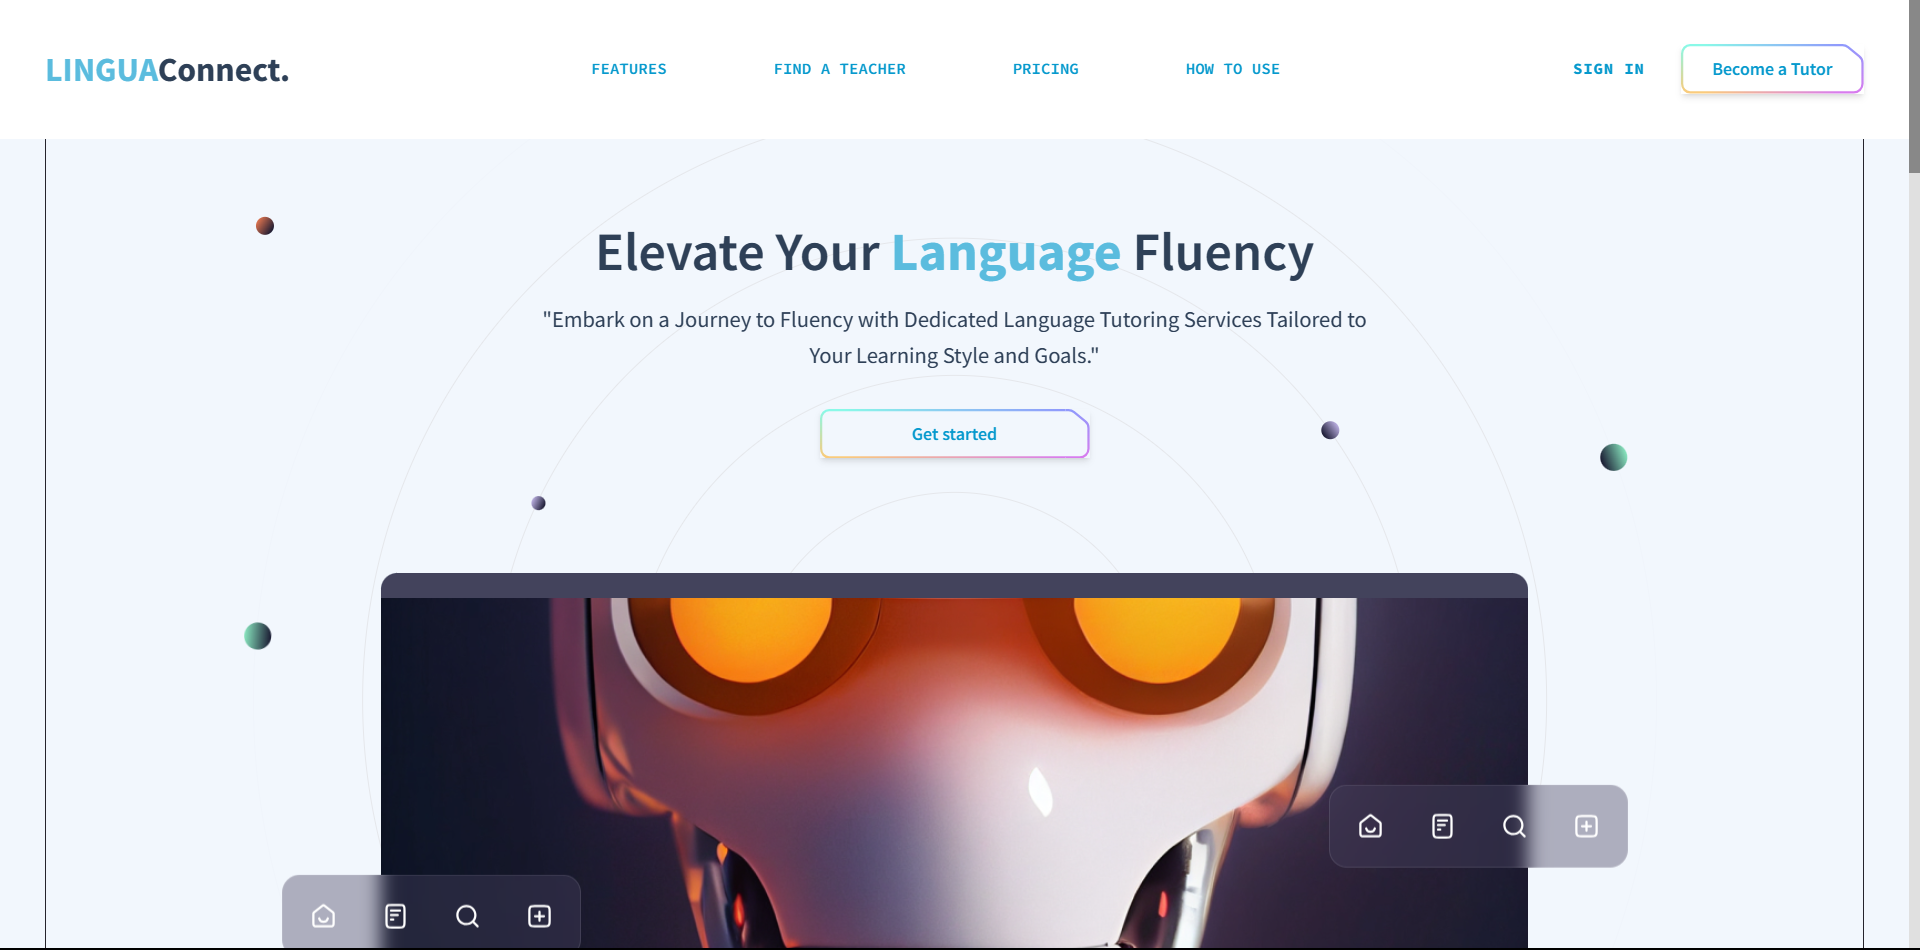 LINGUAConnect.
FEATURES
FIND A TEACHER
PRICING
HOW TO USE
SIGN IN
Become a Tutor
Elevate Your Language Fluency
"Embark on a Journey to Fluency with Dedicated Language Tutoring Services Tailored to
Your Learning Style and Goals."
Get started